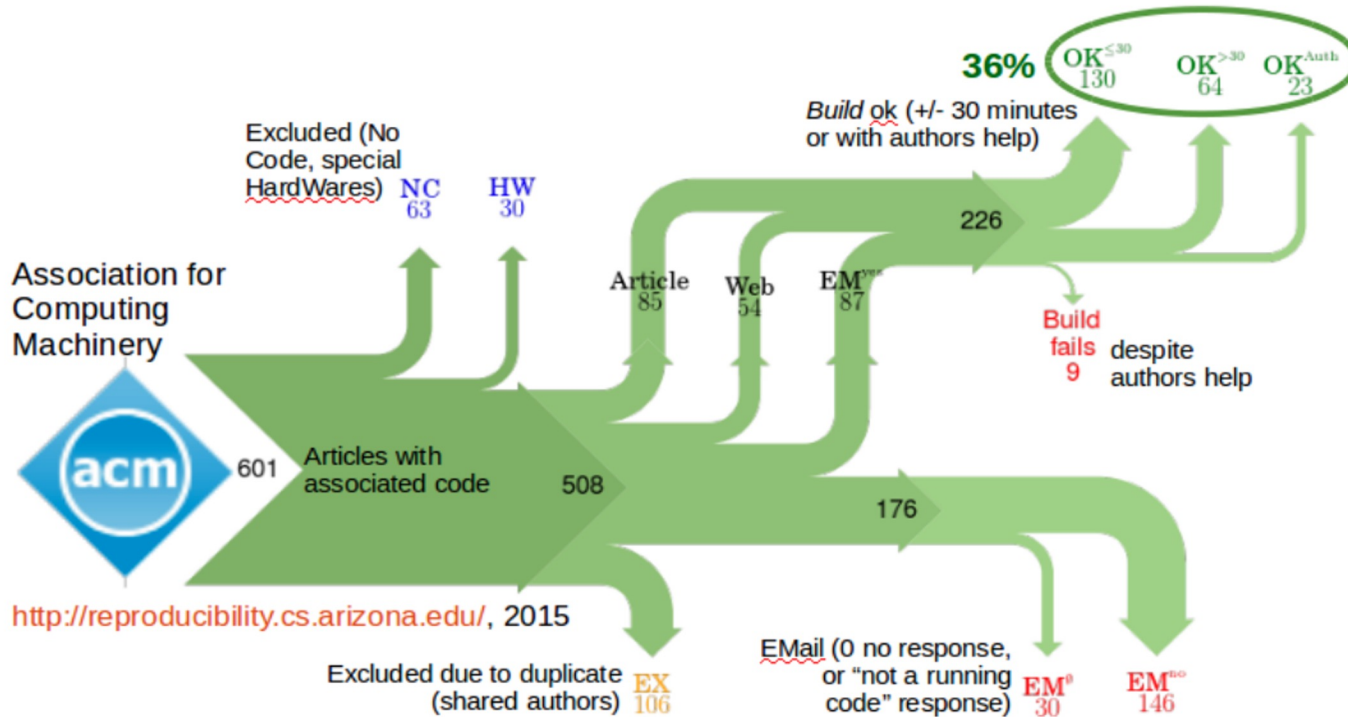 36%
OK≤30
130
OK>30
64
OKAuth
23
Build ok (+/- 30 minutes
or with authors help)
Excluded (No
Code, special
HardWares)
NC
63
HW
30
226
Article
85
Web
54
EMyes
87
Association for
Computing
Machinery
Build
fails
9
despite
authors help
acm
601
Articles with
associated code
508
176
http://reproducibility.cs.arizona.edu/, 2015
Excluded due to duplicate
(shared authors)
EX
106
EMail (0 no response,
or “not a running
code” response)
EMø
30
EMno
146